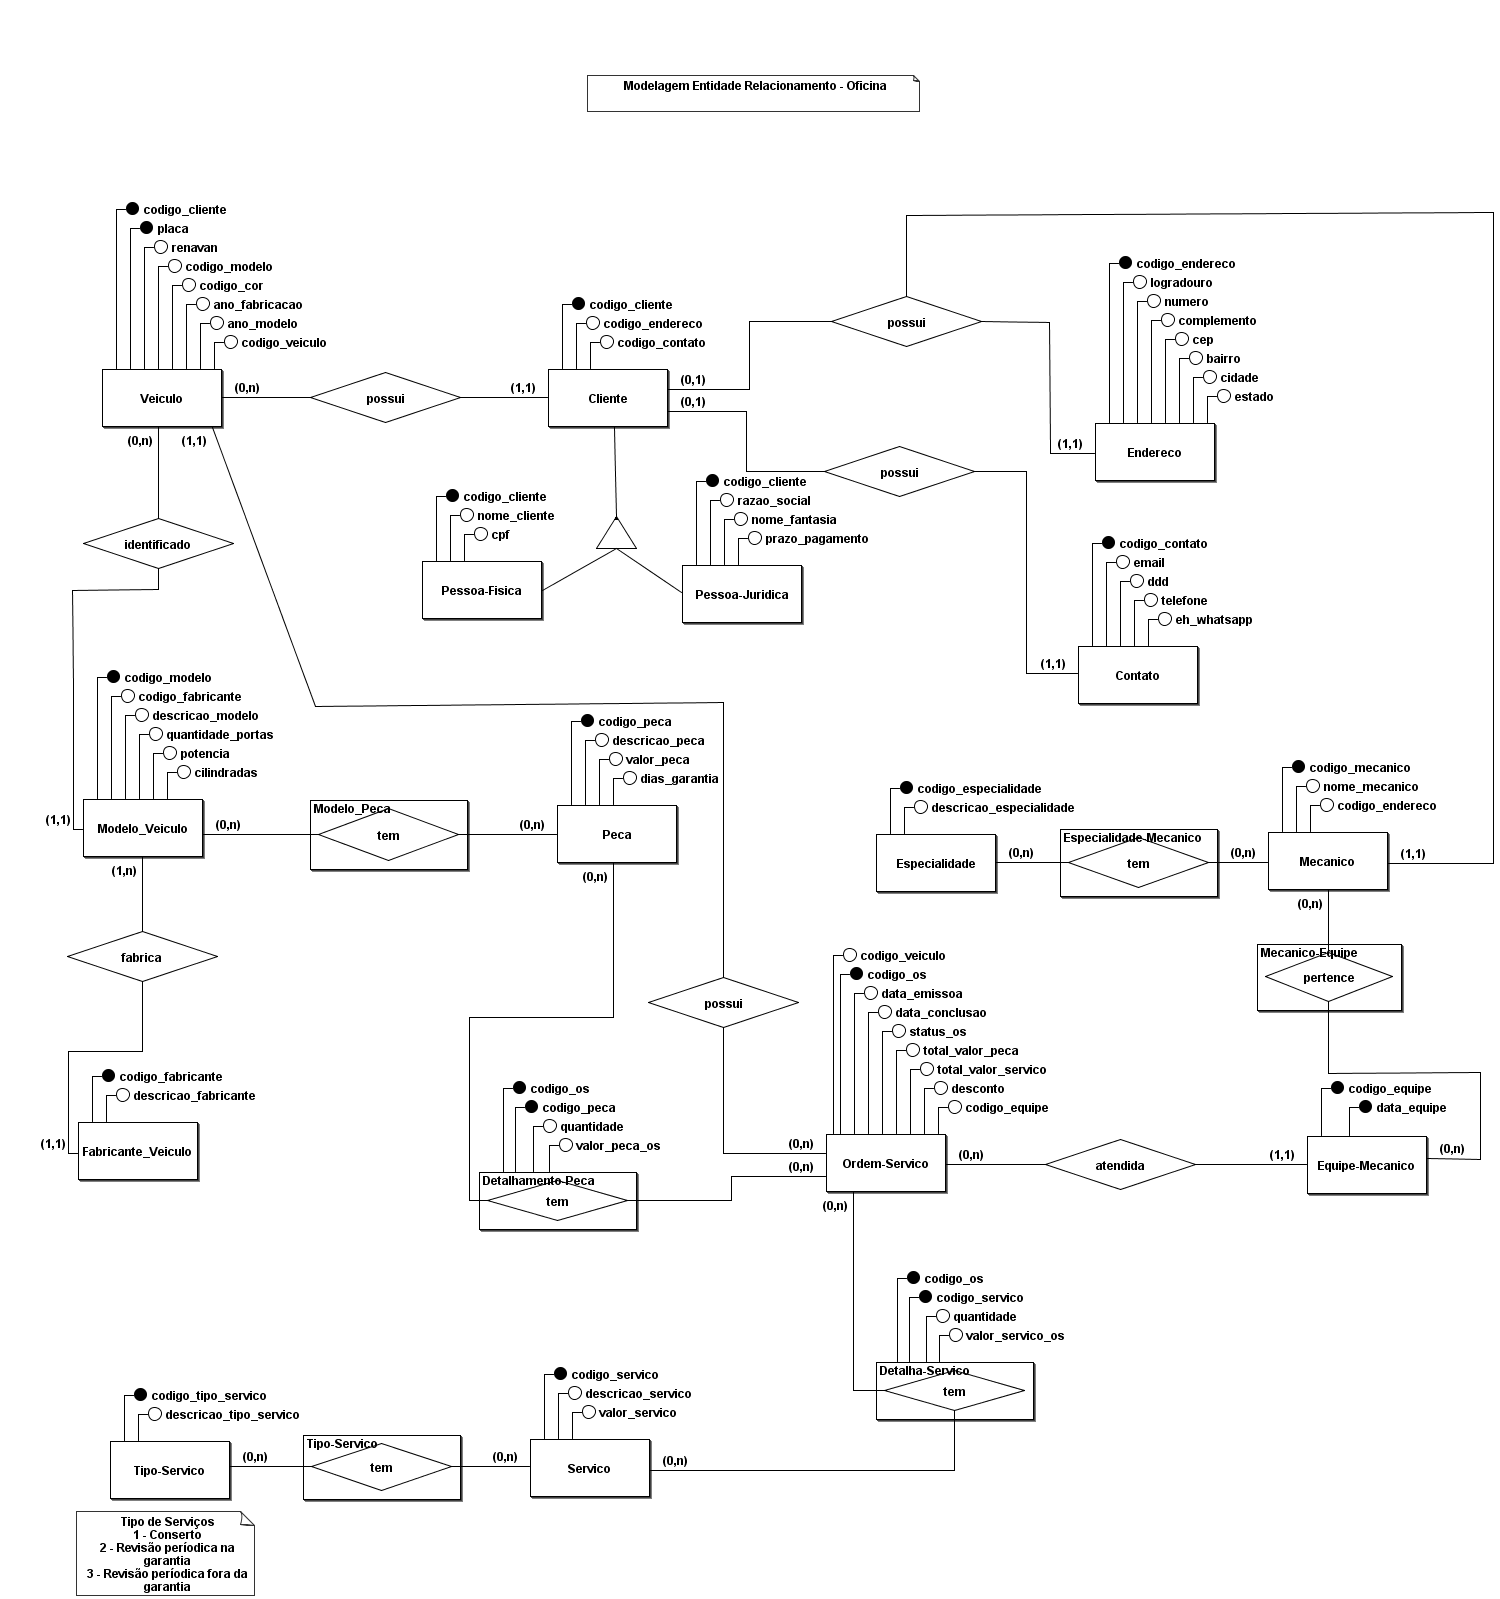 Modelagem Entidade Relacionamento - Oficina
codigo_cliente
placa
renavan
codigo_modelo
codigo_cor
ano_fabricacao
ano_modelo
codigo_veiculo
Veiculo
(0,n)
possui
(1,1)
codigo_cliente
codigo_endereco
codigo_contato
Cliente
(0,1)
(0,1)
possui
codigo_endereco
logradouro
numero
complemento
cep
bairro
cidade
estado
(1,1)
Endereco
possui
(0,n)
(1,1)
identificado
codigo_cliente
nome_cliente
cpf
Pessoa-Fisica
codigo_cliente
razao_social
nome_fantasia
prazo_pagamento
Pessoa-Juridica
codigo_contato
email
ddd
telefone
eh_whatsapp
(1,1)
Contato
codigo_modelo
codigo_fabricante
descricao_modelo
quantidade_portas
potencia
cilindradas
(1,1)
Modelo_Veiculo
(0,n)
Modelo_Peca
tem
(0,n)
codigo_peca
descricao_peca
valor_peca
dias_garantia
Peca
(0,n)
codigo_especialidade
descricao_especialidade
Especialidade
(0,n)
Especialidade-Mecanico
tem
(0,n)
codigo_mecanico
nome_mecanico
codigo_endereco
Mecanico
(1,1)
(0,n)
(1,n)
fabrica
Mecanico-Equipe
pertence
possui
codigo_fabricante
descricao_fabricante
(1,1)
Fabricante_Veiculo
codigo_os
codigo_peca
quantidade
valor_peca_os
Detalhamento-Peca
tem
codigo_veiculo
codigo_os
data_emissoa
data_conclusao
status_os
total_valor_peca
total_valor_servico
desconto
codigo_equipe
(0,n)
(0,n)
Ordem-Servico
(0,n)
(0,n)
atendida
(1,1)
codigo_equipe
data_equipe
Equipe-Mecanico
(0,n)
codigo_os
codigo_servico
quantidade
valor_servico_os
Detalha-Servico
tem
codigo_tipo_servico
descricao_tipo_servico
Tipo-Servico
(0,n)
Tipo-Servico
tem
(0,n)
codigo_servico
descricao_servico
valor_servico
Servico
(0,n)
Tipo de Serviços
1 - Conserto
2 - Revisão períodica na
garantia
3 - Revisão períodica fora da
garantia